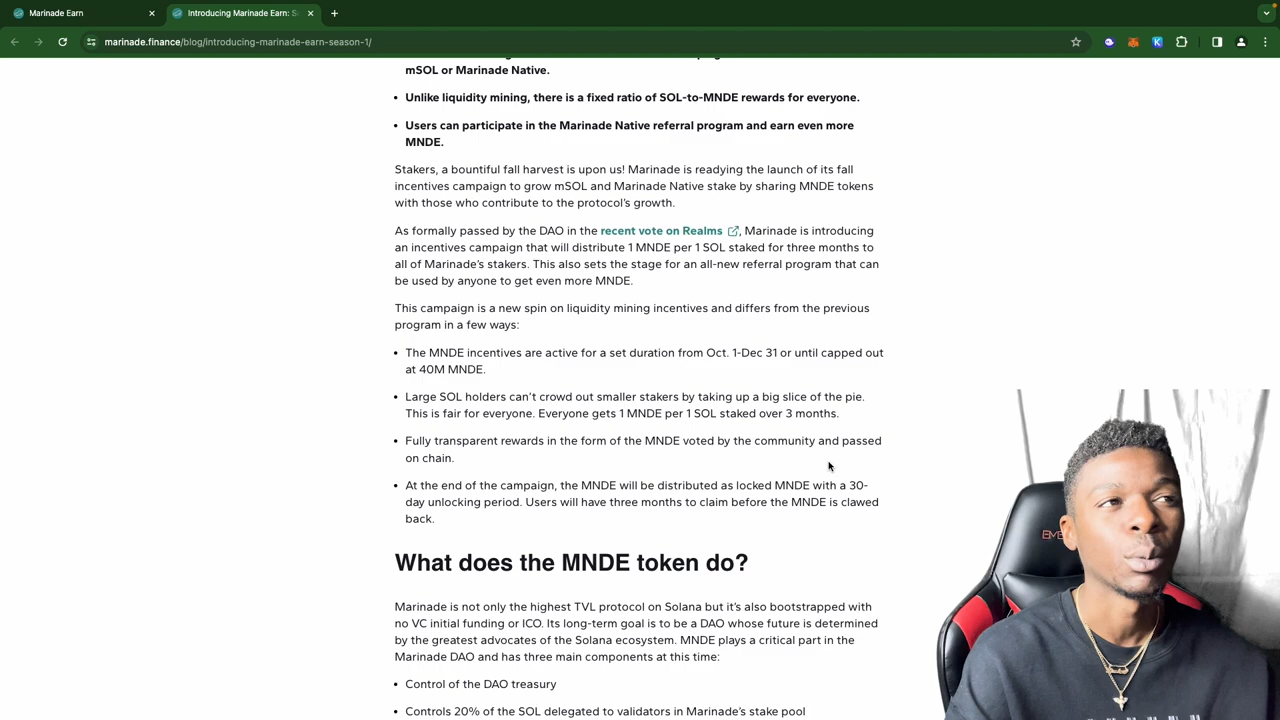 Marinade Earn
Introducing Marinade Earn: S
marinade.finance/blog/introducing-marinade-earn-season-1/
mSOL or Marinade Native.
• Unlike liquidity mining, there is a fixed ratio of SOL-to-MNDE rewards for everyone.
• Users can participate in the Marinade Native referral program and earn even more
MNDE.
Stakers, a bountiful fall harvest is upon us! Marinade is readying the launch of its fall
incentives campaign to grow mSOL and Marinade Native stake by sharing MNDE tokens
with those who contribute to the protocol's growth.
As formally passed by the DAO in the recent vote on Realms, Marinade is introducing
an incentives campaign that will distribute 1 MNDE per 1 SOL staked for three months to
all of Marinade's stakers. This also sets the stage for an all-new referral program that can
be used by anyone to get even more MNDE.
This campaign is a new spin on liquidity mining incentives and differs from the previous
program in a few ways:
• The MNDE incentives are active for a set duration from Oct. 1-Dec 31 or until capped out
at 40M MNDE.
• Large SOL holders can't crowd out smaller stakers by taking up a big slice of the pie.
This is fair for everyone. Everyone gets 1 MNDE per 1 SOL staked over 3 months.
• Fully transparent rewards in the form of the MNDE voted by the community and passed
on chain.
• At the end of the campaign, the MNDE will be distributed as locked MNDE with a 30-
day unlocking period. Users will have three months to claim before the MNDE is clawed
back.
What does the MNDE token do?
Marinade is not only the highest TVL protocol on Solana but it's also bootstrapped with
no VC initial funding or ICO. Its long-term goal is to be a DAO whose future is determined
by the greatest advocates of the Solana ecosystem. MNDE plays a critical part in the
Marinade DAO and has three main components at this time:
• Control of the DAO treasury
• Controls 20% of the SOL delegated to validators in Marinade's stake pool